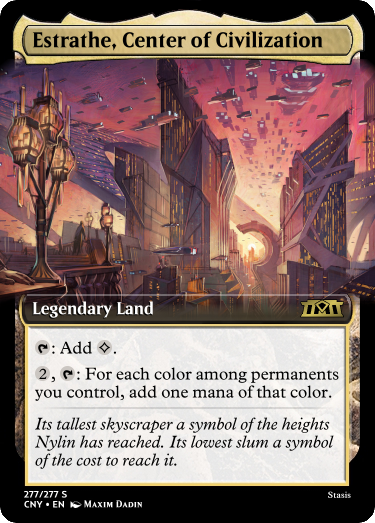 Estrathe, Center of Civilization
Legendary Land
: Add .
2, : For each color among permanents
you control, add one mana of that color.
Its tallest skyscraper a symbol of the heights
Nylin has reached. Its lowest slum a symbol
of the cost to reach it.
277/277 S
CNY • EN Maxim Dadin
Stasis